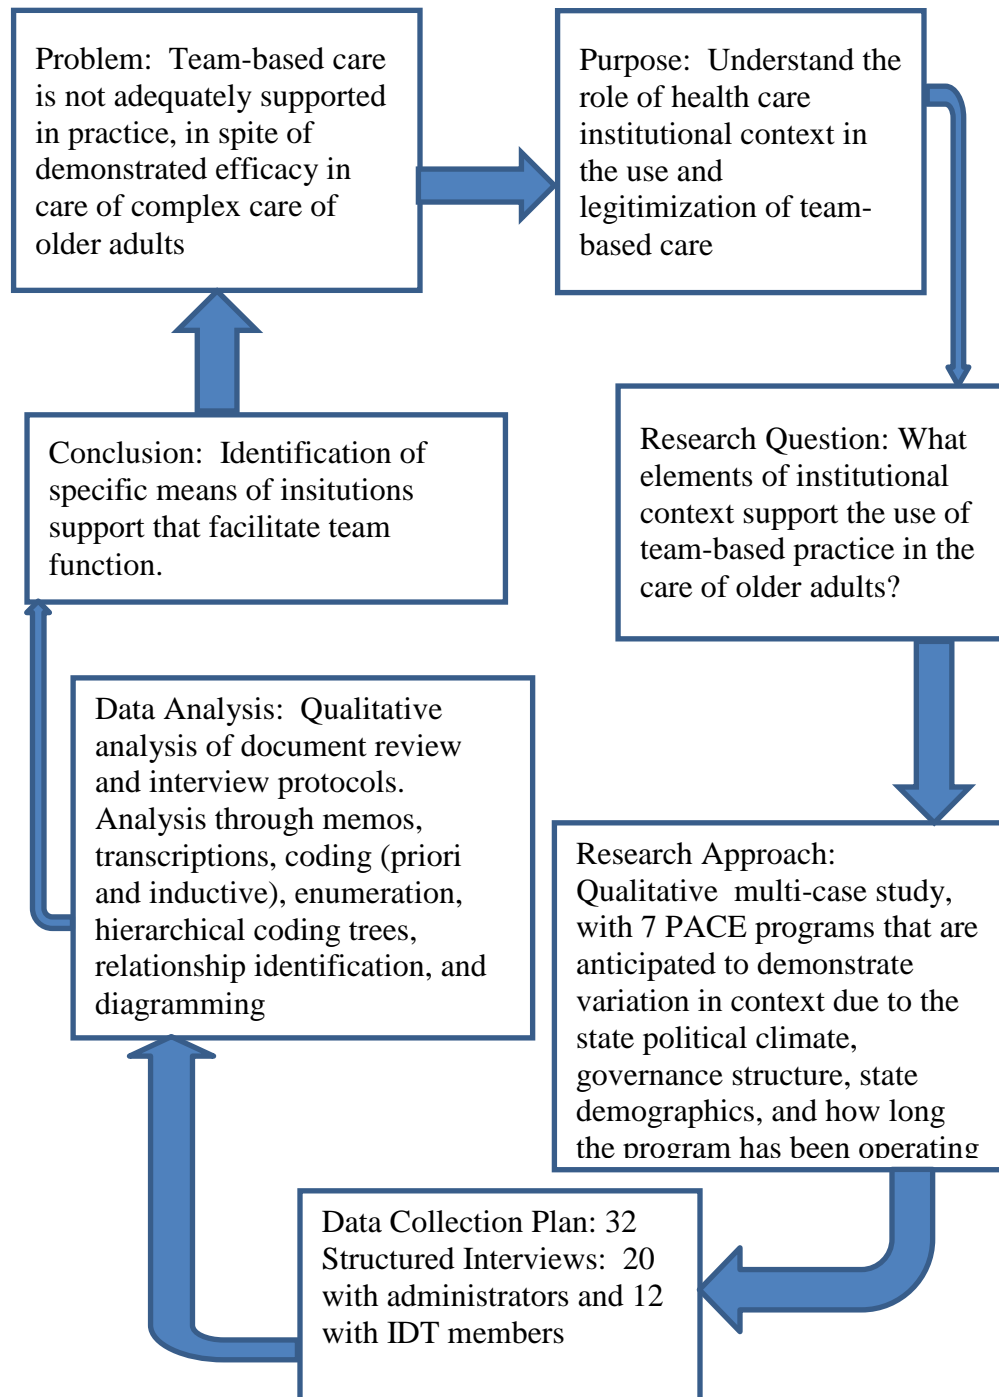 Problem:  Team-based care
is not adequately supported
in practice, in spite of
demonstrated efficacy in
care of complex care of
older adults
Purpose:  Understand the
role of health care
institutional context in
the use and
legitimization of team-
based care
Research Question: What
elements of institutional
context support the use of
team-based practice in the
care of older adults?
Research Approach:
Qualitative  multi-case study,
with 7 PACE programs that are
anticipated to demonstrate
variation in context due to the
state political climate,
governance structure, state
demographics, and how long
the program has been operating
Data Collection Plan: 32
Structured Interviews:  20
with administrators and 12
with IDT members
Data Analysis:  Qualitative
analysis of document review
and interview protocols.
Analysis through memos,
transcriptions, coding (priori
and inductive), enumeration,
hierarchical coding trees,
relationship identification, and
diagramming
Conclusion:  Identification of
specific means of insitutions
support that facilitate team
function.